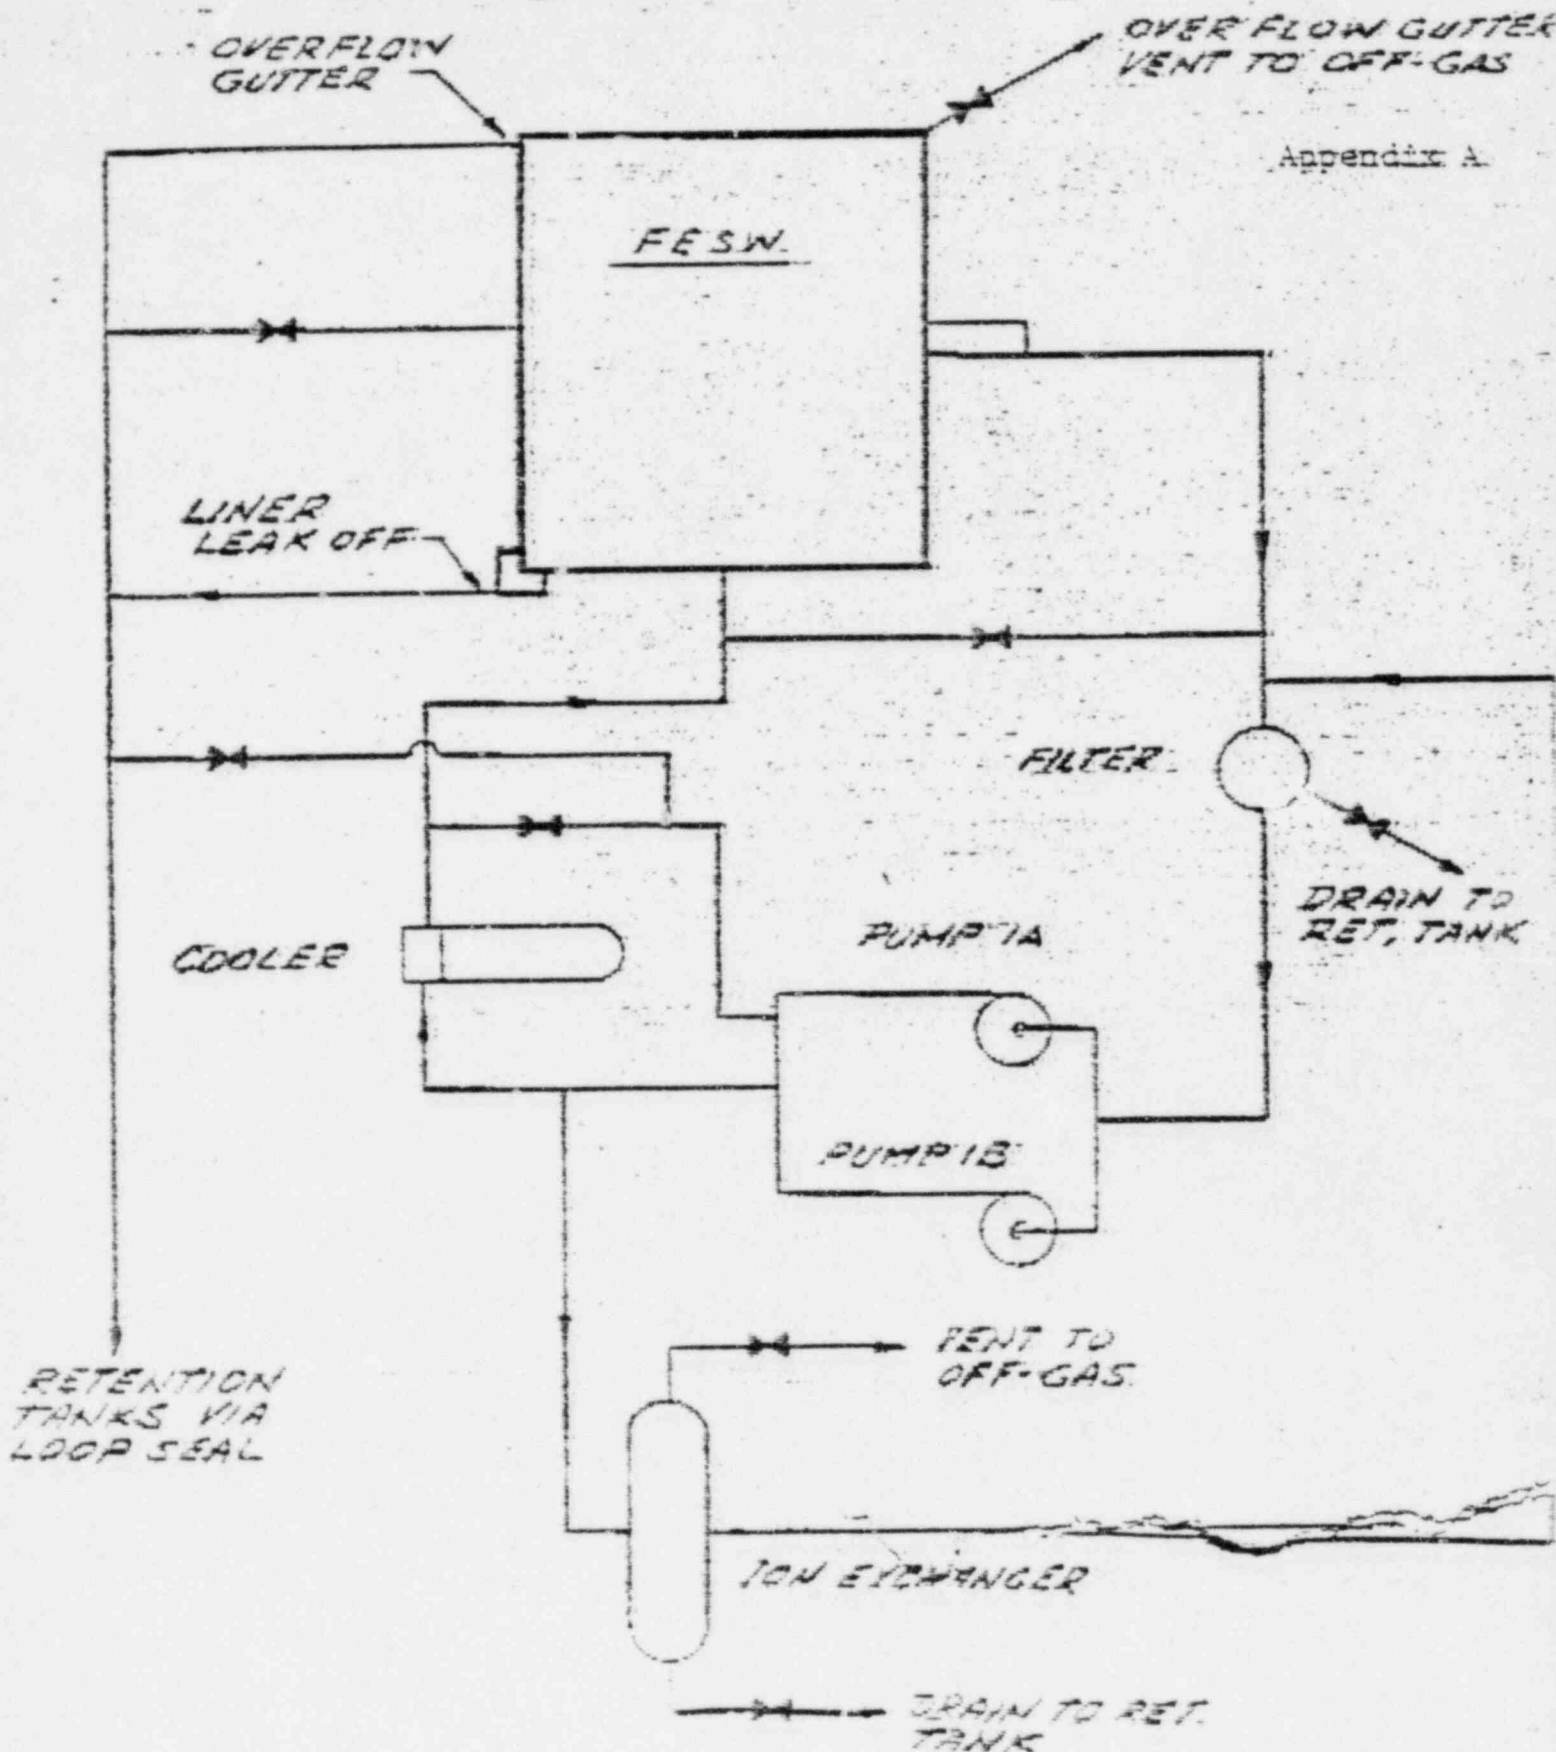 OVERFLOW
GUTTER
OVER FLOW GUTTER
VENT TO OFF-GAS
Appendix A
FESW.
LINER
LEAK OFF
FILTER
DRAIN TO
RET, TANK
PUMP 1A
COOLER
PUMP 1B
VENT TO
OFF-GAS.
RETENTION
TANKS VIA
LOOP SEAL
ION EXCHANGER
DRAIN TO RET.
TANK